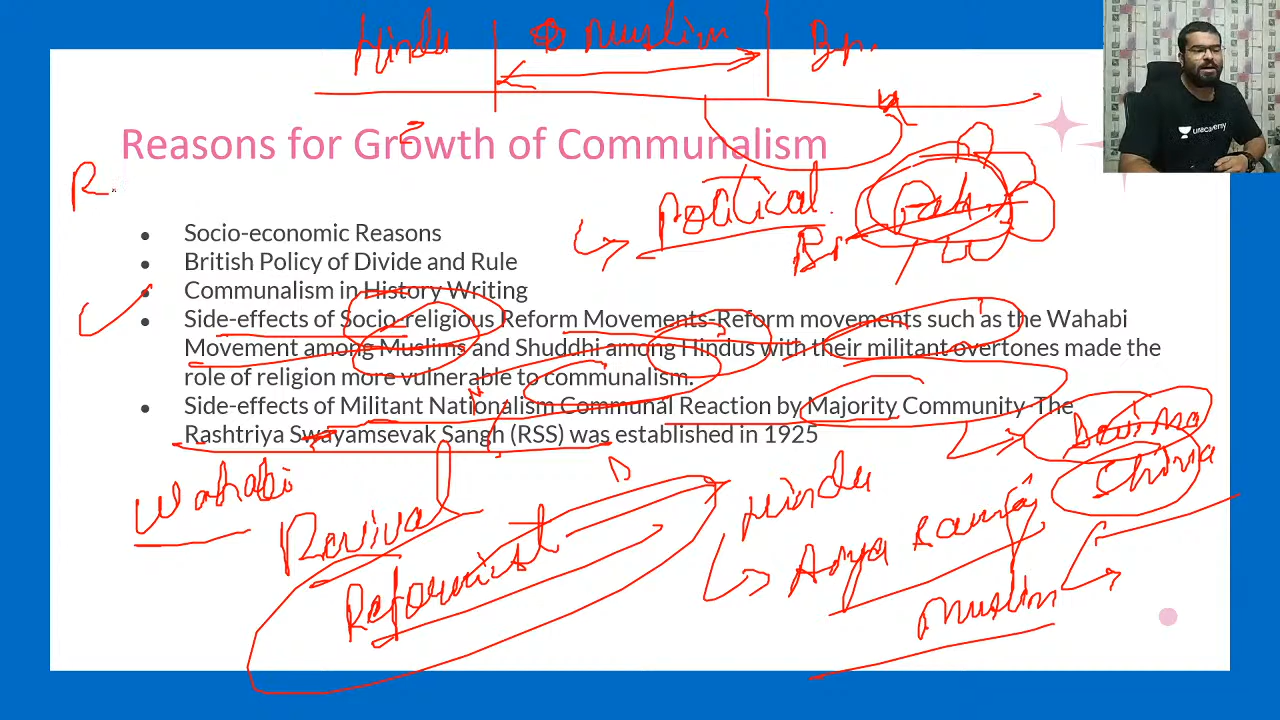 Hindu Muslim Br.
unacademy
Reasons for Growth of Communalism
R
Political
Br
● Socio-economic Reasons
● British Policy of Divide and Rule
● Communalism in History Writing
● Side-effects of Socio-religious Reform Movements-Reform movements such as the Wahabi
Movement among Muslims and Shuddhi among Hindus with their militant overtones made the
role of religion more vulnerable to communalism.
● Side-effects of Militant Nationalism Communal Reaction by Majority Community-The
Rashtriya Swayamsevak Sangh (RSS) was established in 1925
Wahabi
Revival
Reformist
Hindu
Arya
Muslim